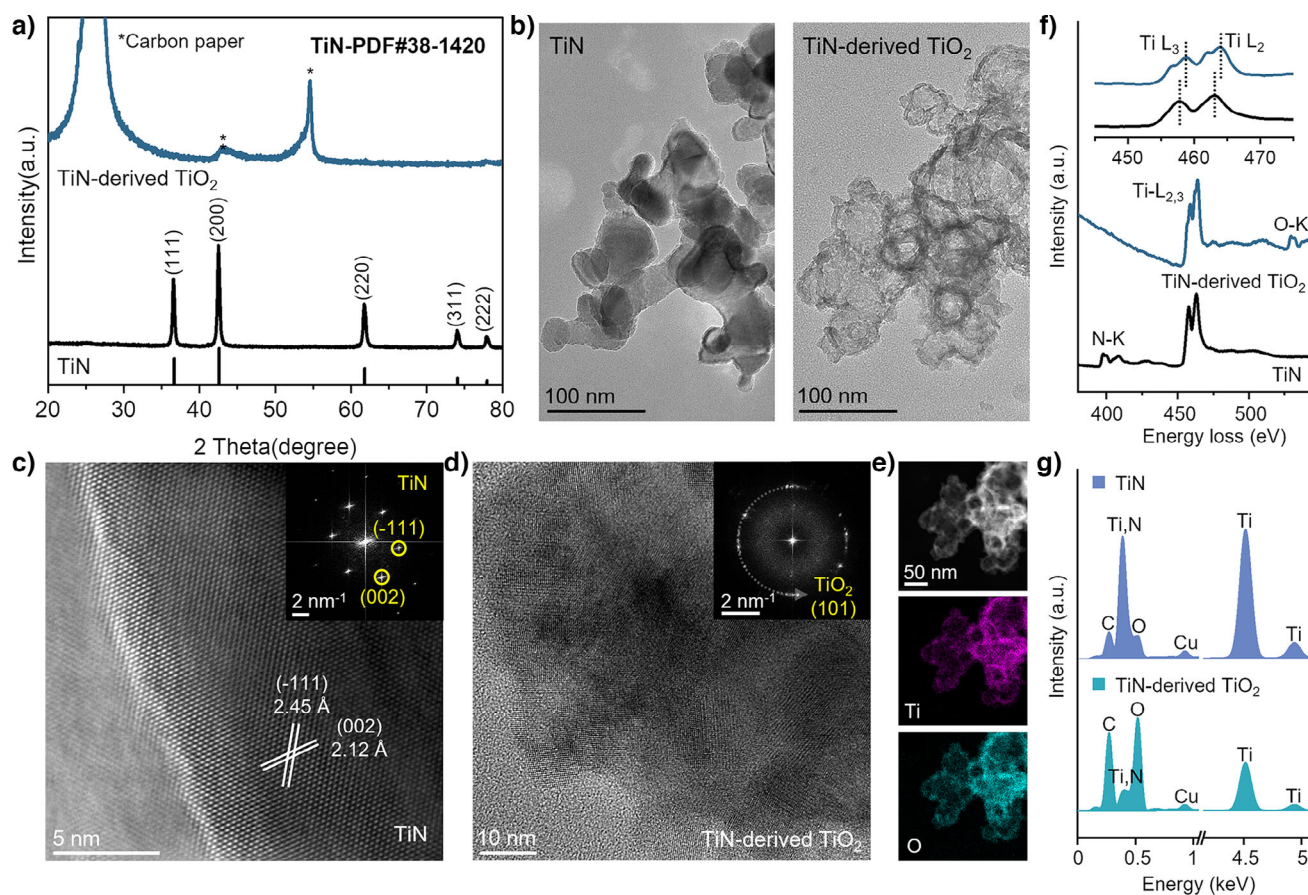 a)
*Carbon paper
TiN-PDF#38-1420
*
*
*
TiN-derived TiO₂
(111)
(200)
(220)
(311)
(222)
TiN
Intensity(a.u.)
20 30 40 50 60 70 80
2 Theta(degree)
b)
TiN
100 nm
TiN-derived TiO₂
100 nm
f)
Ti L₃
Ti L₂
450 463 475
Ti-L₂,₃
O-K
TiN-derived TiO₂
N-K
TiN
Intensity (a.u.)
400 450 500
Energy loss (eV)
c)
TiN
(-111)
(002)
2 nm⁻¹
(-111)
2.45 Å
(002)
2.12 Å
5 nm
TiN
d)
TiO₂
(101)
2 nm⁻¹
10 nm
TiN-derived TiO₂
e)
50 nm
Ti
O
g)
TiN
Ti,N
C
O
Cu
Ti
Ti
TiN-derived TiO₂
C
O
Ti,N
Cu
Ti
Ti
Intensity (a.u.)
0 0.5 1 4.5 5
Energy (keV)